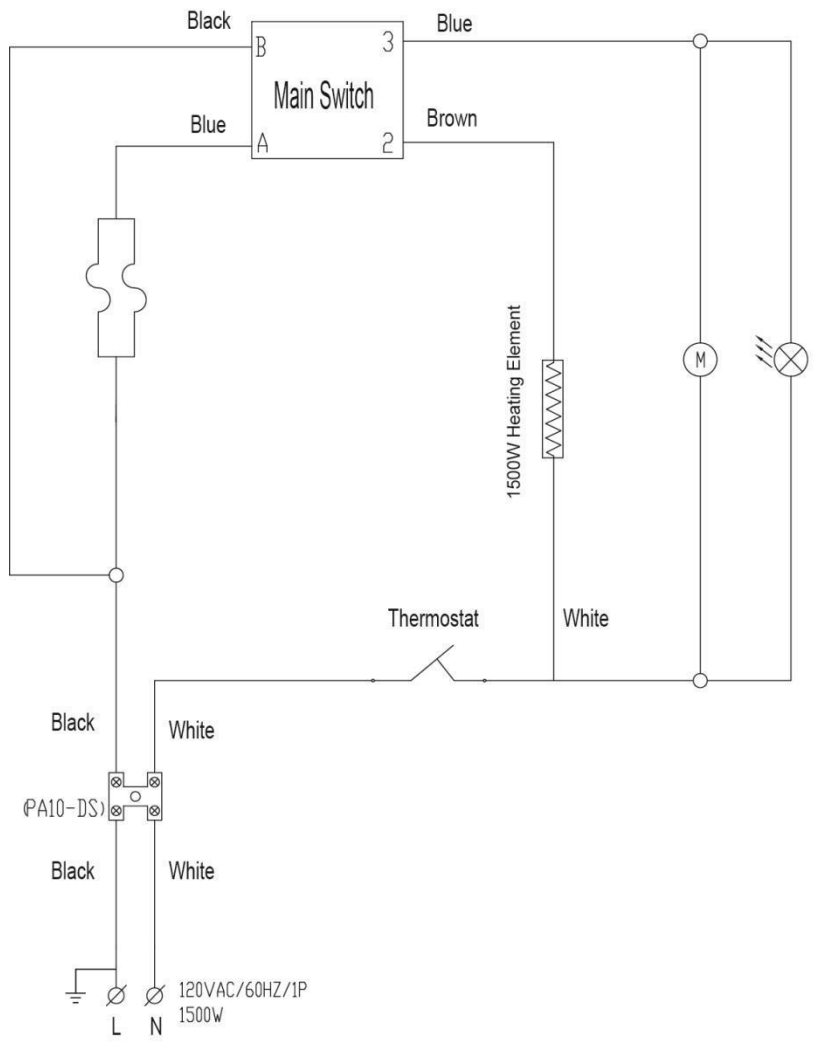 Black
B
3
Blue
Main Switch
Blue
A
2
Brown
1500W Heating Element
M
Thermostat
White
Black
White
(PA10-DS)
Black
White
120VAC/60HZ/1P
1500W
L
N